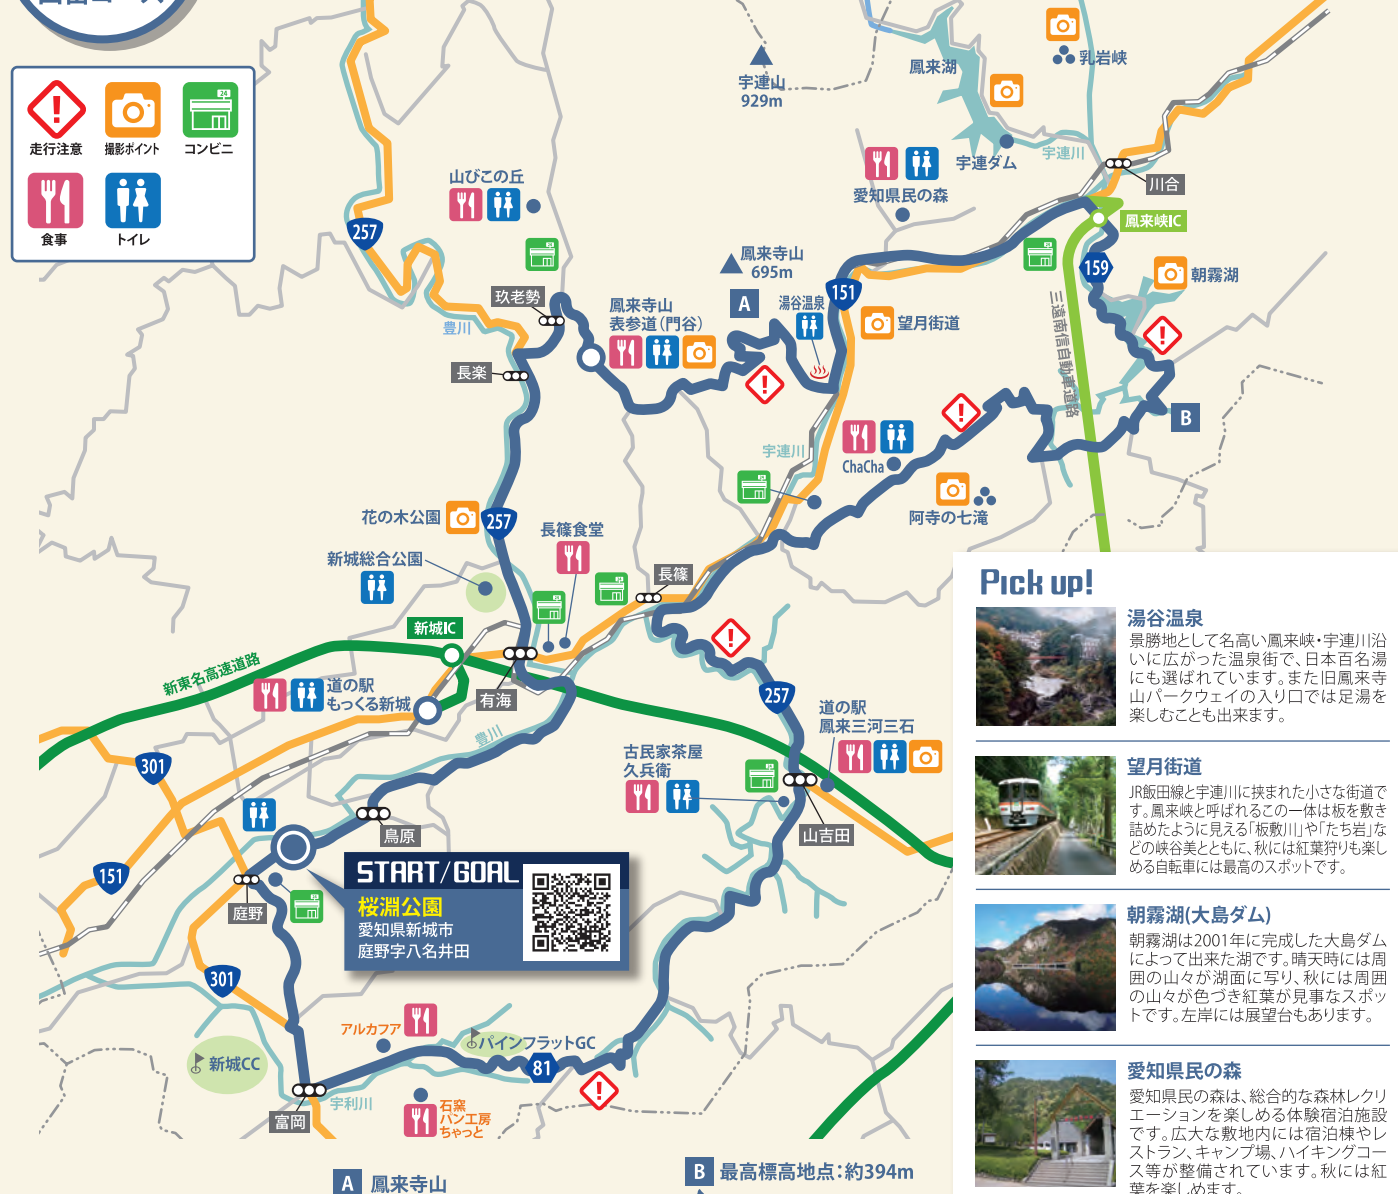 走行注意
撮影ポイント
コンビニ
食事
トイレ
宇連山
929m
鳳来湖
乳岩峡
宇連ダム
宇連川
愛知県民の森
川合
鳳来峡IC
山びこの丘
257
鳳来寺山
695m
A
151
湯谷温泉
159
朝霧湖
玖老勢
豊川
鳳来寺山
表参道(門谷)
望月街道
三遠南信自動車道路
長楽
B
宇連川
ChaCha
阿寺の七滝
花の木公園
257
長篠食堂
新城総合公園
長篠
新城IC
新東名高速道路
道の駅
もっくる新城
有海
豊川
257
道の駅
鳳来三河三石
古民家茶屋
久兵衛
山吉田
301
151
鳥原
庭野
START/GOAL
桜淵公園
愛知県新城市
庭野字八名井田
301
アルカフア
パインフラットGC
81
新城CC
富岡
宇利川
石窯
パン工房
ちゃっと
A 鳳来寺山
B 最高標高地点:約394m
Pick up!
湯谷温泉
景勝地として名高い鳳来峡・宇連川沿
いに広がった温泉街で、日本百名湯
にも選ばれています。また旧鳳来寺
山パークウェイの入り口では足湯を
楽しむことも出来ます。
望月街道
JR飯田線と宇連川に挟まれた小さな街道で
す。鳳来峡と呼ばれるこの一体は板を敷き
詰めたように見える「板敷川」や「たち岩」な
どの峡谷美とともに、秋には紅葉狩りも楽し
める自転車には最高のスポットです。
朝霧湖(大島ダム)
朝霧湖は2001年に完成した大島ダム
によって出来た湖です。晴天時には周
囲の山々が湖面に写り、秋には周囲
の山々が色づき紅葉が見事なスポッ
トです。左岸には展望台もあります。
愛知県民の森
愛知県民の森は、総合的な森林レクリ
エーションを楽しめる体験宿泊施設
です。広大な敷地内には宿泊棟やレ
ストラン、キャンプ場、ハイキングコー
ス等が整備されています。秋には紅
葉を楽しめます。